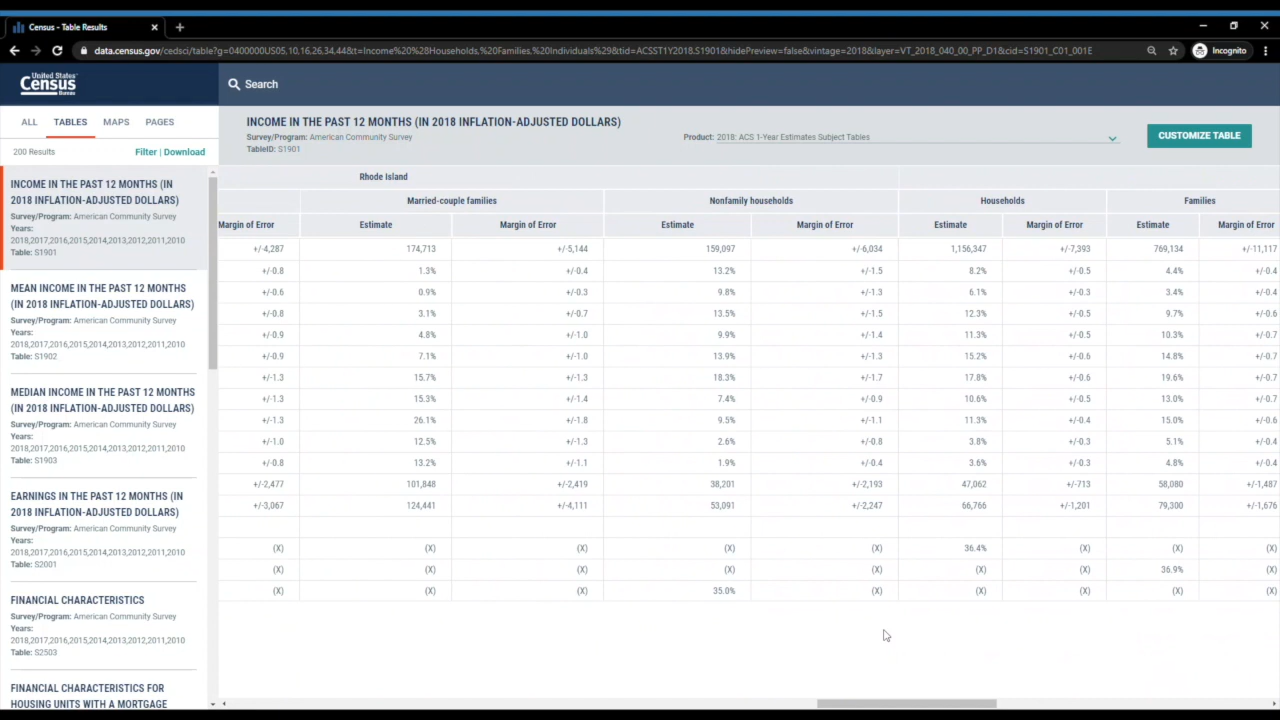 Census - Table Results
data.census.gov/cedsci/table?g=0400000US05,10,16.26,34.44&t=Income%20%28Households,%20Families,%20Individuals%29&tid=ACSST1Y2018.S1901&hidePreview=false&vintage=2018&layer=VT_2018_040_00_PP_D1&cid=S1901_C01_001E
Incognito
United States®
Census
Bureau
Search
ALL TABLES MAPS PAGES
200 Results Filter | Download
INCOME IN THE PAST 12 MONTHS (IN
2018 INFLATION-ADJUSTED DOLLARS)
Survey/Program: American Community Survey
Years:
2018,2017,2016,2015,2014,2013,2012,2011,2010
Table: S1901
MEAN INCOME IN THE PAST 12 MONTHS
(IN 2018 INFLATION-ADJUSTED DOLLARS)
Survey/Program: American Community Survey
Years:
2018,2017,2016,2015,2014,2013,2012,2011,2010
Table: S1902
MEDIAN INCOME IN THE PAST 12 MONTHS
(IN 2018 INFLATION-ADJUSTED DOLLARS)
Survey/Program: American Community Survey
Years:
2018,2017,2016,2015,2014,2013,2012,2011,2010
Table: S1903
EARNINGS IN THE PAST 12 MONTHS (IN
2018 INFLATION-ADJUSTED DOLLARS)
Survey/Program: American Community Survey
Years:
2018,2017,2016,2015,2014,2013,2012,2011,2010
Table: S2001
FINANCIAL CHARACTERISTICS
Survey/Program: American Community Survey
Years:
2018,2017,2016,2015,2014,2013,2012,2011,2010
Table: S2503
FINANCIAL CHARACTERISTICS FOR
HOUSING UNITS WITH A MORTGAGE
INCOME IN THE PAST 12 MONTHS (IN 2018 INFLATION-ADJUSTED DOLLARS)
Survey/Program: American Community Survey
TableID: S1901
Product: 2018: ACS 1-Year Estimates Subject Tables
CUSTOMIZE TABLE
Rhode Island
Married-couple families Nonfamily households Households Families
Margin of Error Estimate Margin of Error Estimate Margin of Error Estimate Margin of Error Estimate Margin of Error
+/-4,287 174,713 +/-5,144 159,097 +/-6,034 1,156,347 +/-7,393 769,134 +/-11,117
+/-0.8 1.3% +/-0.4 13.2% +/-1.5 8.2% +/-0.5 4.4% +/-0.4
+/-0.6 0.9% +/-0.3 9.8% +/-1.3 6.1% +/-0.3 3.4% +/-0.4
+/-0.8 3.1% +/-0.7 13.5% +/-1.5 12.3% +/-0.5 9.7% +/-0.6
+/-0.9 4.8% +/-1.0 9.9% +/-1.4 11.3% +/-0.5 10.3% +/-0.7
+/-0.9 7.1% +/-1.0 13.9% +/-1.3 15.2% +/-0.6 14.8% +/-0.7
+/-1.3 15.7% +/-1.3 18.3% +/-1.7 17.8% +/-0.6 19.6% +/-0.7
+/-1.3 15.3% +/-1.4 7.4% +/-0.9 10.6% +/-0.5 13.0% +/-0.7
+/-1.3 26.1% +/-1.8 9.5% +/-1.1 11.3% +/-0.4 15.0% +/-0.6
+/-1.0 12.5% +/-1.3 2.6% +/-0.8 3.8% +/-0.3 5.1% +/-0.4
+/-0.8 13.2% +/-1.1 1.9% +/-0.4 3.6% +/-0.3 4.8% +/-0.4
+/-2,477 101,848 +/-2,419 38,201 +/-2,193 47,062 +/-713 58,080 +/-1,487
+/-3,067 124,441 +/-4,111 53,091 +/-2,247 66,766 +/-1,201 79,300 +/-1,676
(X) (X) (X) (X) (X) 36.4% (X) (X) (X)
(X) (X) (X) (X) (X) (X) (X) 36.9% (X)
(X) (X) (X) 35.0% (X) (X) (X) (X) (X)